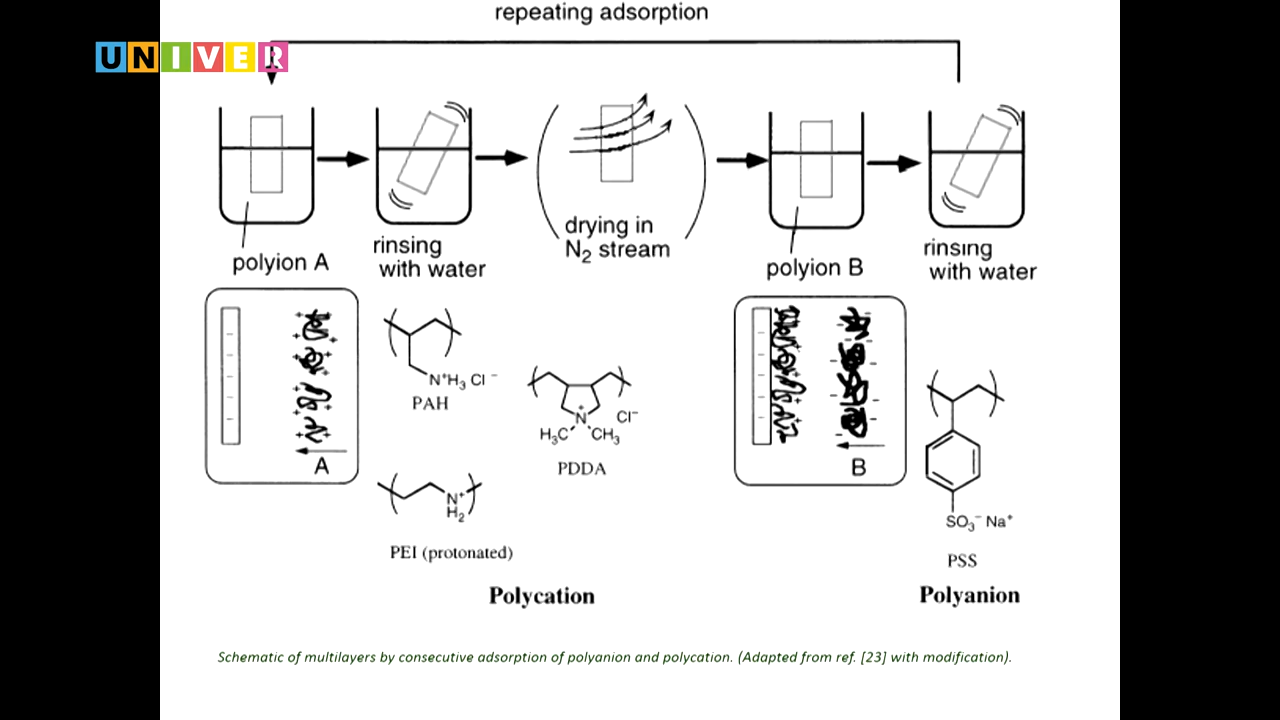 repeating adsorption
UNIVER
polyion A
rinsing
with water
drying in
N₂ stream
polyion B
rinsing
with water
+ + + + + + + +
- - - - - -
A
N⁺H₃ Cl⁻
PAH
N⁺
H₂
PEI (protonated)
N⁺
Cl⁻
H₃C CH₃
PDDA
B
SO₃⁻ Na⁺
PSS
Polycation
Polyanion
Schematic of multilayers by consecutive adsorption of polyanion and polycation. (Adapted from ref. [23] with modification).